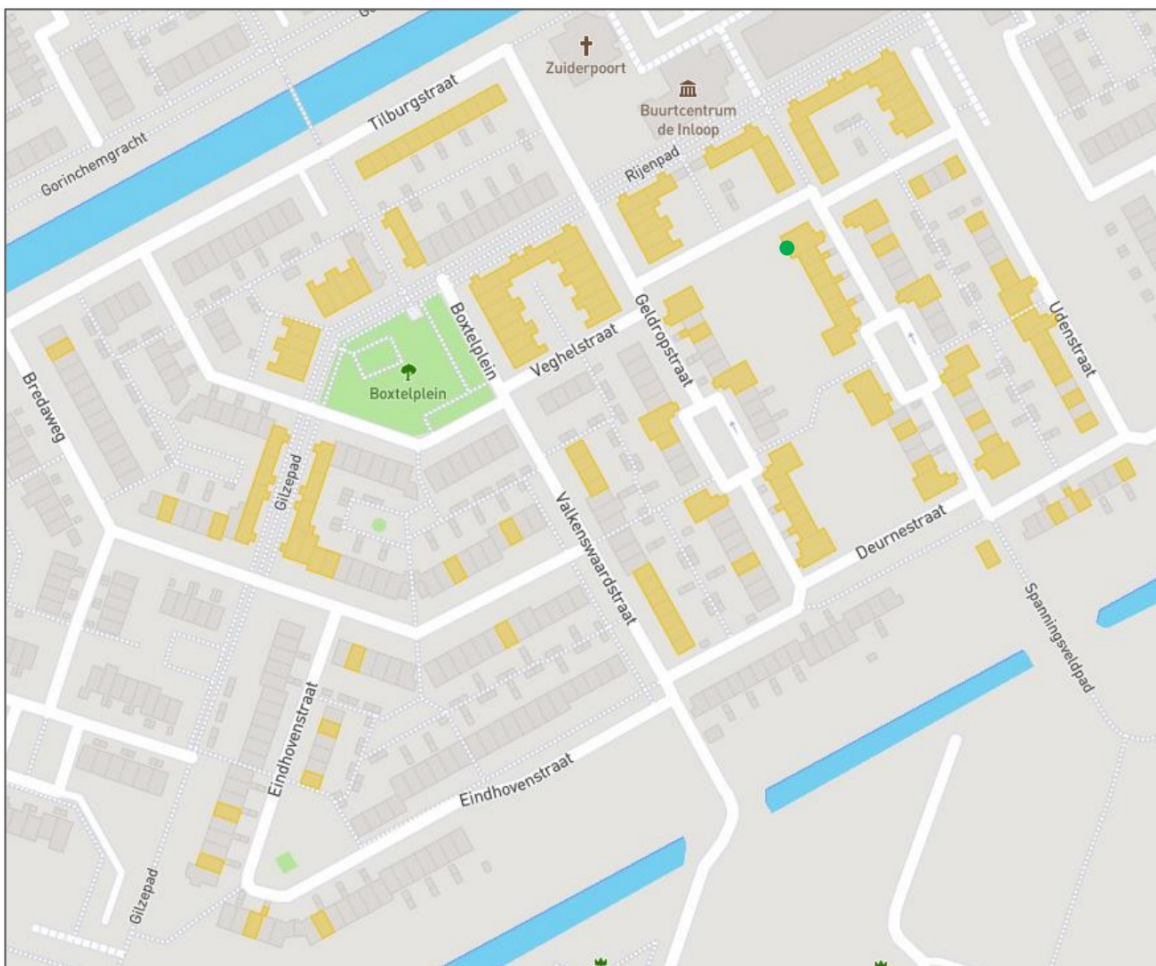 Go
Zuiderpoort
Tilburgstraat
Buurtcentrum
de Inloop
Gorinchemgracht
Rijenpad
Boxtelplein
Geldropstraat
Udenstraat
Veghelstraat
Boxtelplein
Bredaweg
Gilzepad
Valkenswaardstraat
Deurnestraat
Spanningsveldpad
Eindhovenstraat
Eindhovenstraat
Gilzepad